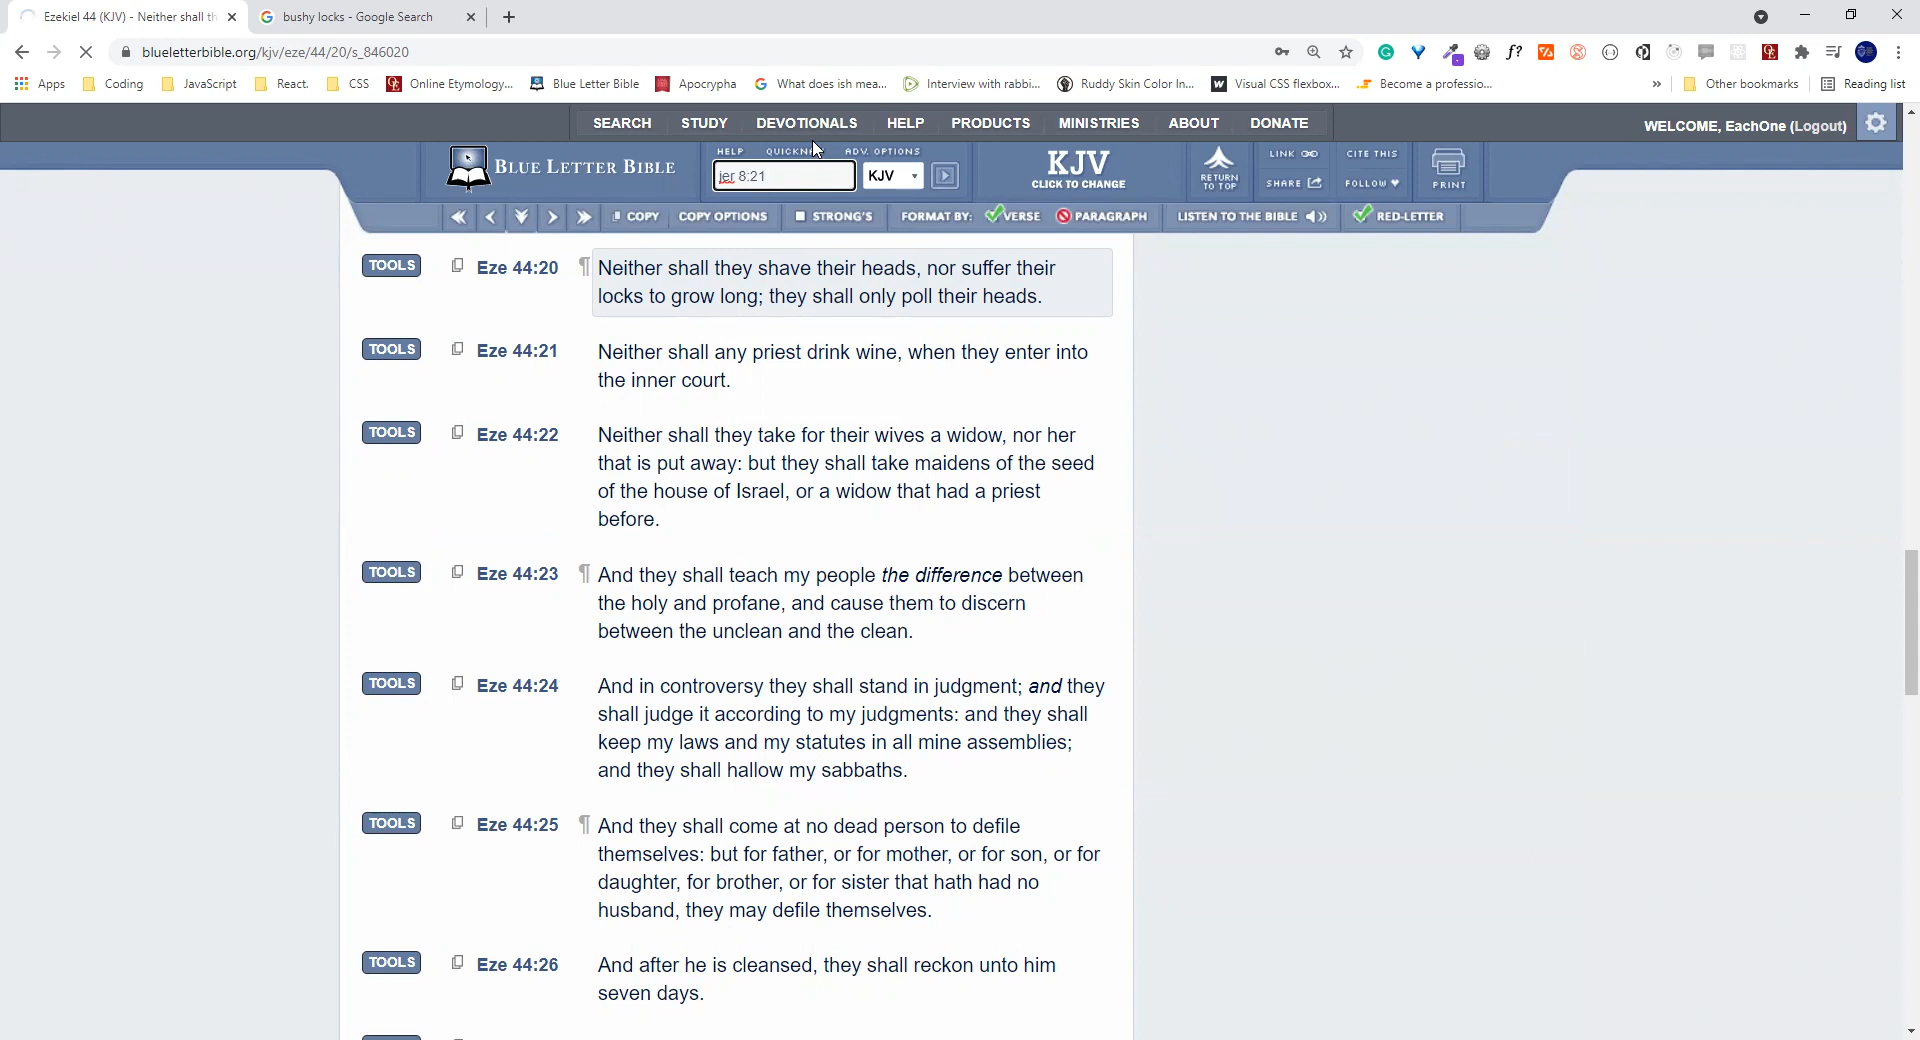 Ezekiel 44 (KJV) - Neither shall th
bushy locks - Google Search
blueletterbible.org/kjv/eze/44/20/s_846020
Apps
Coding
JavaScript
React.
CSS
Online Etymology...
Blue Letter Bible
Apocrypha
What does ish mea...
Interview with rabbi...
Ruddy Skin Color In...
Visual CSS flexbox...
Become a professio...
»
Other bookmarks
Reading list
SEARCH STUDY DEVOTIONALS HELP PRODUCTS MINISTRIES ABOUT DONATE
WELCOME, EachOne (Logout)
BLUE LETTER BIBLE
HELP QUICKNA ADV. OPTIONS
jer 8:21
KJV
KJV
CLICK TO CHANGE
RETURN
TO TOP
LINK
CITE THIS
SHARE
FOLLOW
PRINT
COPY COPY OPTIONS STRONG'S FORMAT BY: VERSE PARAGRAPH LISTEN TO THE BIBLE RED-LETTER
TOOLS Eze 44:20 ¶ Neither shall they shave their heads, nor suffer their
locks to grow long; they shall only poll their heads.
TOOLS Eze 44:21 Neither shall any priest drink wine, when they enter into
the inner court.
TOOLS Eze 44:22 Neither shall they take for their wives a widow, nor her
that is put away: but they shall take maidens of the seed
of the house of Israel, or a widow that had a priest
before.
TOOLS Eze 44:23 ¶ And they shall teach my people the difference between
the holy and profane, and cause them to discern
between the unclean and the clean.
TOOLS Eze 44:24 And in controversy they shall stand in judgment; and they
shall judge it according to my judgments: and they shall
keep my laws and my statutes in all mine assemblies;
and they shall hallow my sabbaths.
TOOLS Eze 44:25 ¶ And they shall come at no dead person to defile
themselves: but for father, or for mother, or for son, or for
daughter, for brother, or for sister that hath had no
husband, they may defile themselves.
TOOLS Eze 44:26 And after he is cleansed, they shall reckon unto him
seven days.